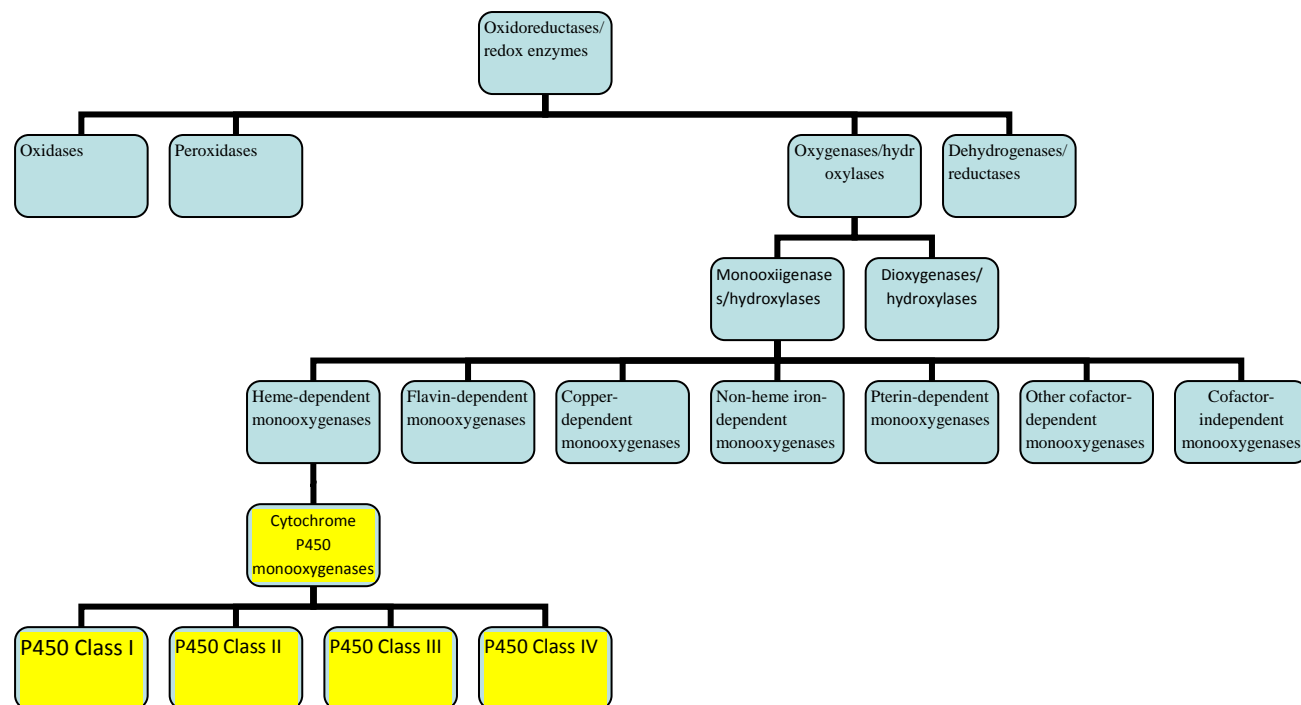 Oxidoreductases/
redox enzymes
Oxidases
Peroxidases
Oxygenases/hydr
oxylases
Dehydrogenases/
reductases
Monooxiigenase
s/hydroxylases
Dioxygenases/
hydroxylases
Heme-dependent
monooxygenases
Flavin-dependent
monooxygenases
Copper-
dependent
monooxygenases
Non-heme iron-
dependent
monooxygenases
Pterin-dependent
monooxygenases
Other cofactor-
dependent
monooxygenases
Cofactor-
independent
monooxygenases
Cytochrome
P450
monooxygenases
P450 Class I
P450 Class II
P450 Class III
P450 Class IV